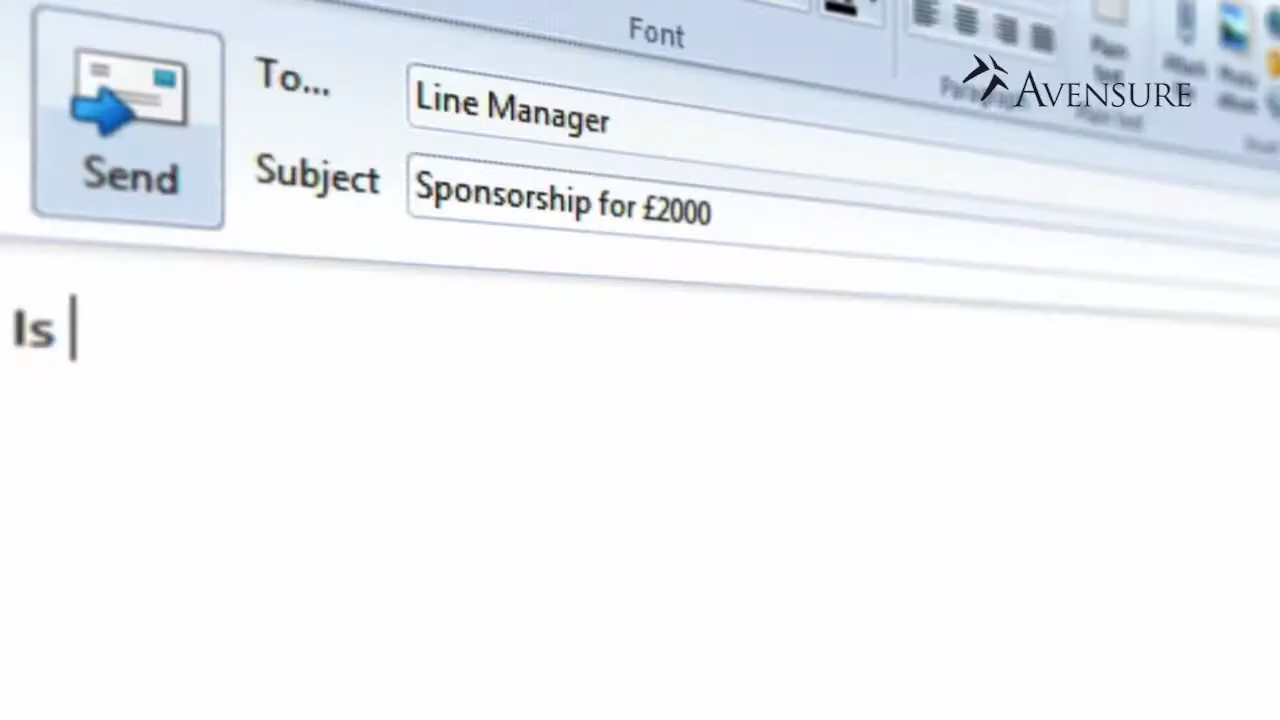 Font
To...
Line Manager
AVENSURE
Send
Subject
Sponsorship for £2000
Is